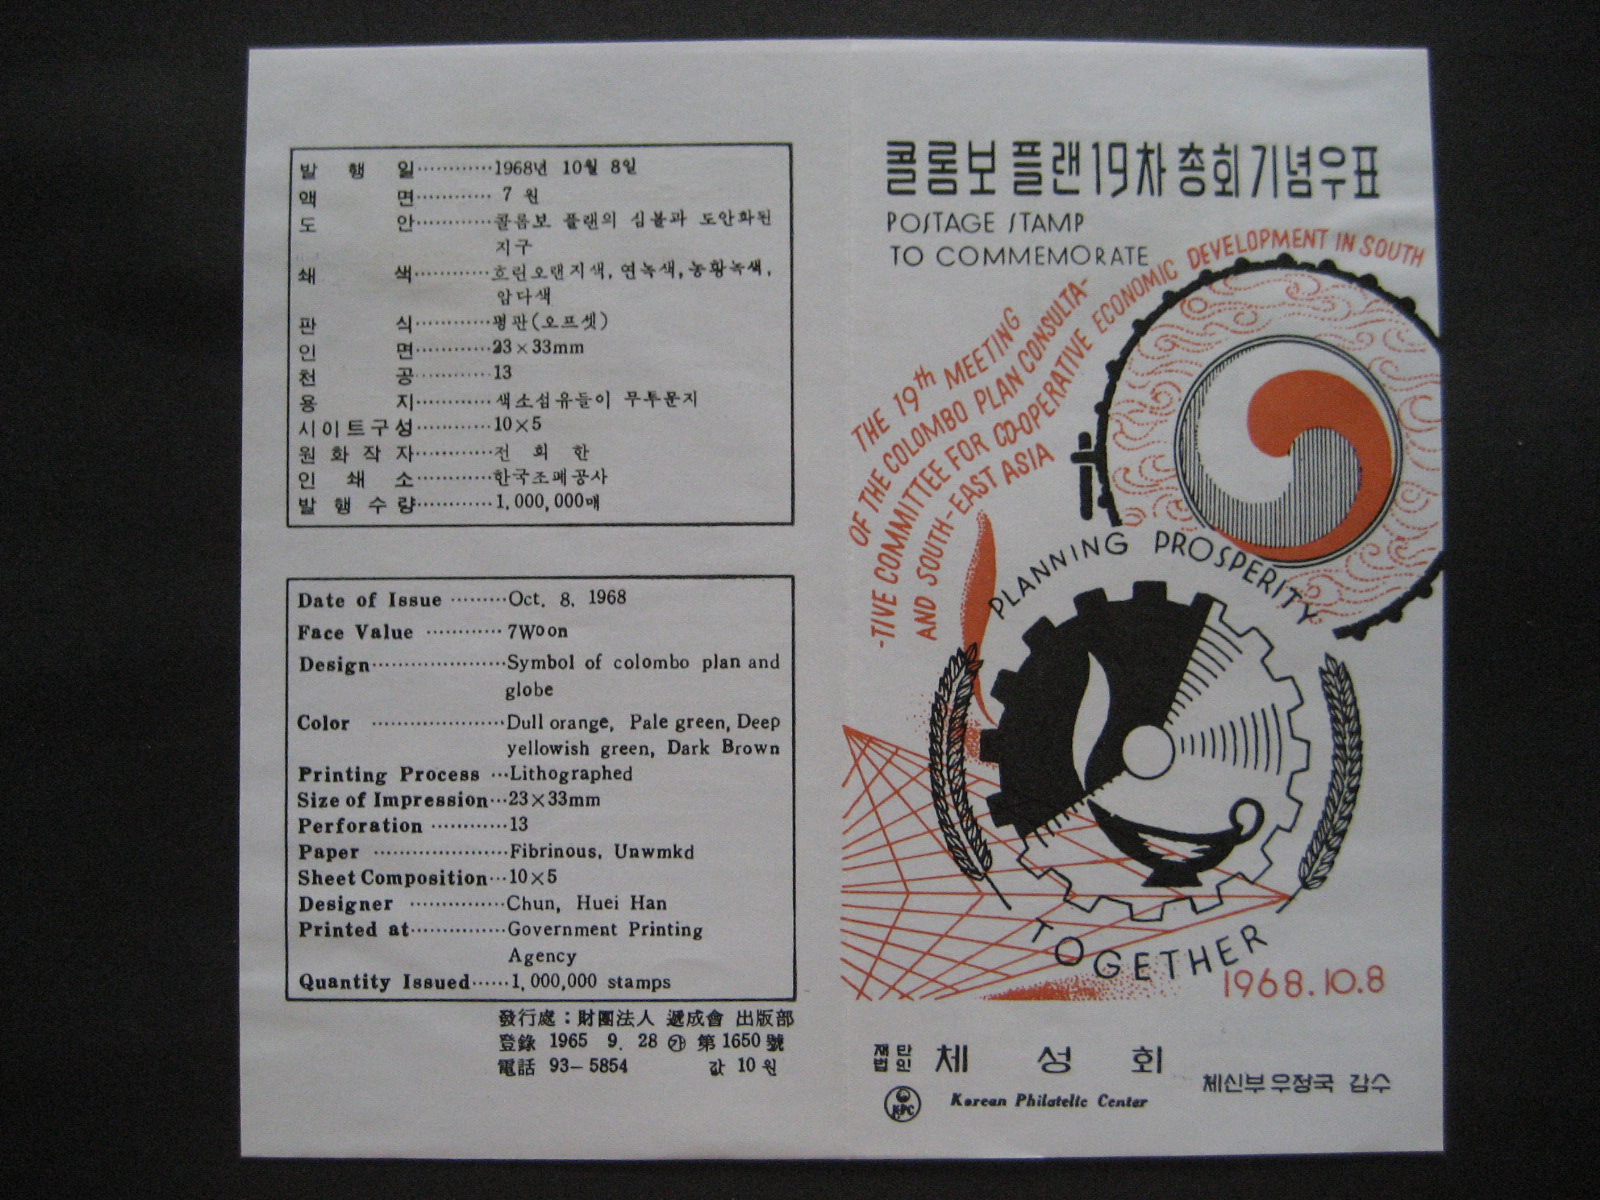 발 행 일··········1968년 10월 8일
액 면·········· 7 원
도 안··········콜롬보 플랜의 심볼과 도안화된
지구
쇄 색··········흐린오랜지색, 연녹색, 농황녹색,
암다색
판 식··········평판(오프셋)
인 면··········23×33mm
천 공··········13
용 지··········색소섬유들이 무투문지
시이트구성··········10×5
원 화 작 자··········전 희 한
인 쇄 소··········한국조폐공사
발 행 수 량··········1,000,000매
Date of Issue ········Oct. 8. 1968
Face Value ··········· 7Woon
Design···················Symbol of colombo plan and
globe
Color ···················Dull orange, Pale green, Deep
yellowish green, Dark Brown
Printing Process ···Lithographed
Size of Impression···23×33mm
Perforation ···········13
Paper ···················Fibrinous, Unwmkd
Sheet Composition···10×5
Designer ··············Chun, Huei Han
Printed at··············Government Printing
Agency
Quantity Issued······1,000,000 stamps
發行處：財團法人 遞成會 出版部
登錄 1965 9. 28 ㉮ 第 1650 號
電話 93-5854 값 10 원
콜롬보 플랜 19차 총회 기념우표
POSTAGE STAMP
TO COMMEMORATE
THE 19th MEETING
OF THE COLOMBO PLAN CONSULTA-
-TIVE COMMITTEE FOR CO-OPERATIVE ECONOMIC DEVELOPMENT IN SOUTH
AND SOUTH-EAST ASIA
PLANNING PROSPERITY
TOGETHER
1968.10.8
재단
법인 체 성 회
KPC Korean Philatelic Center
체신부 우정국 감수